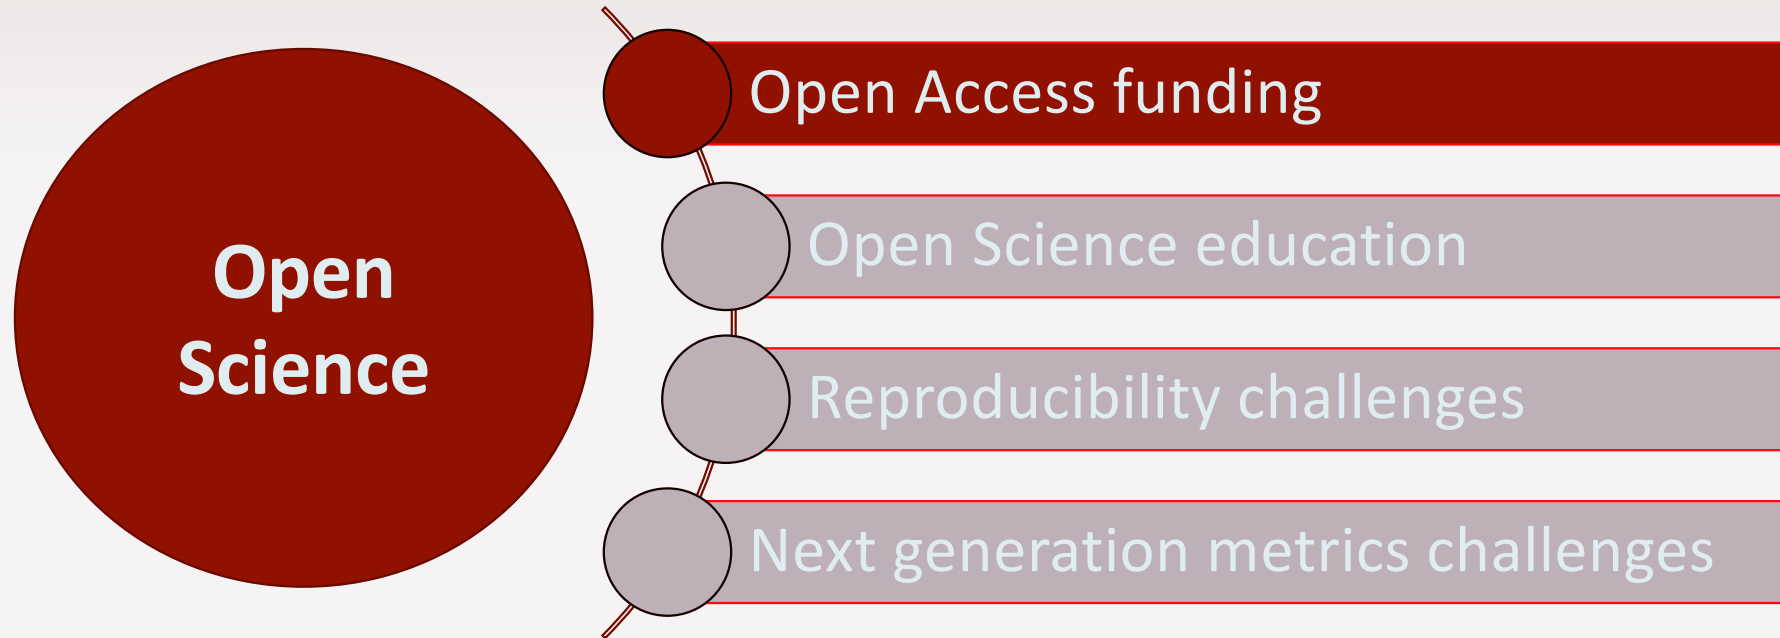 Open
Science
Open Access funding
Open Science education
Reproducibility challenges
Next generation metrics challenges